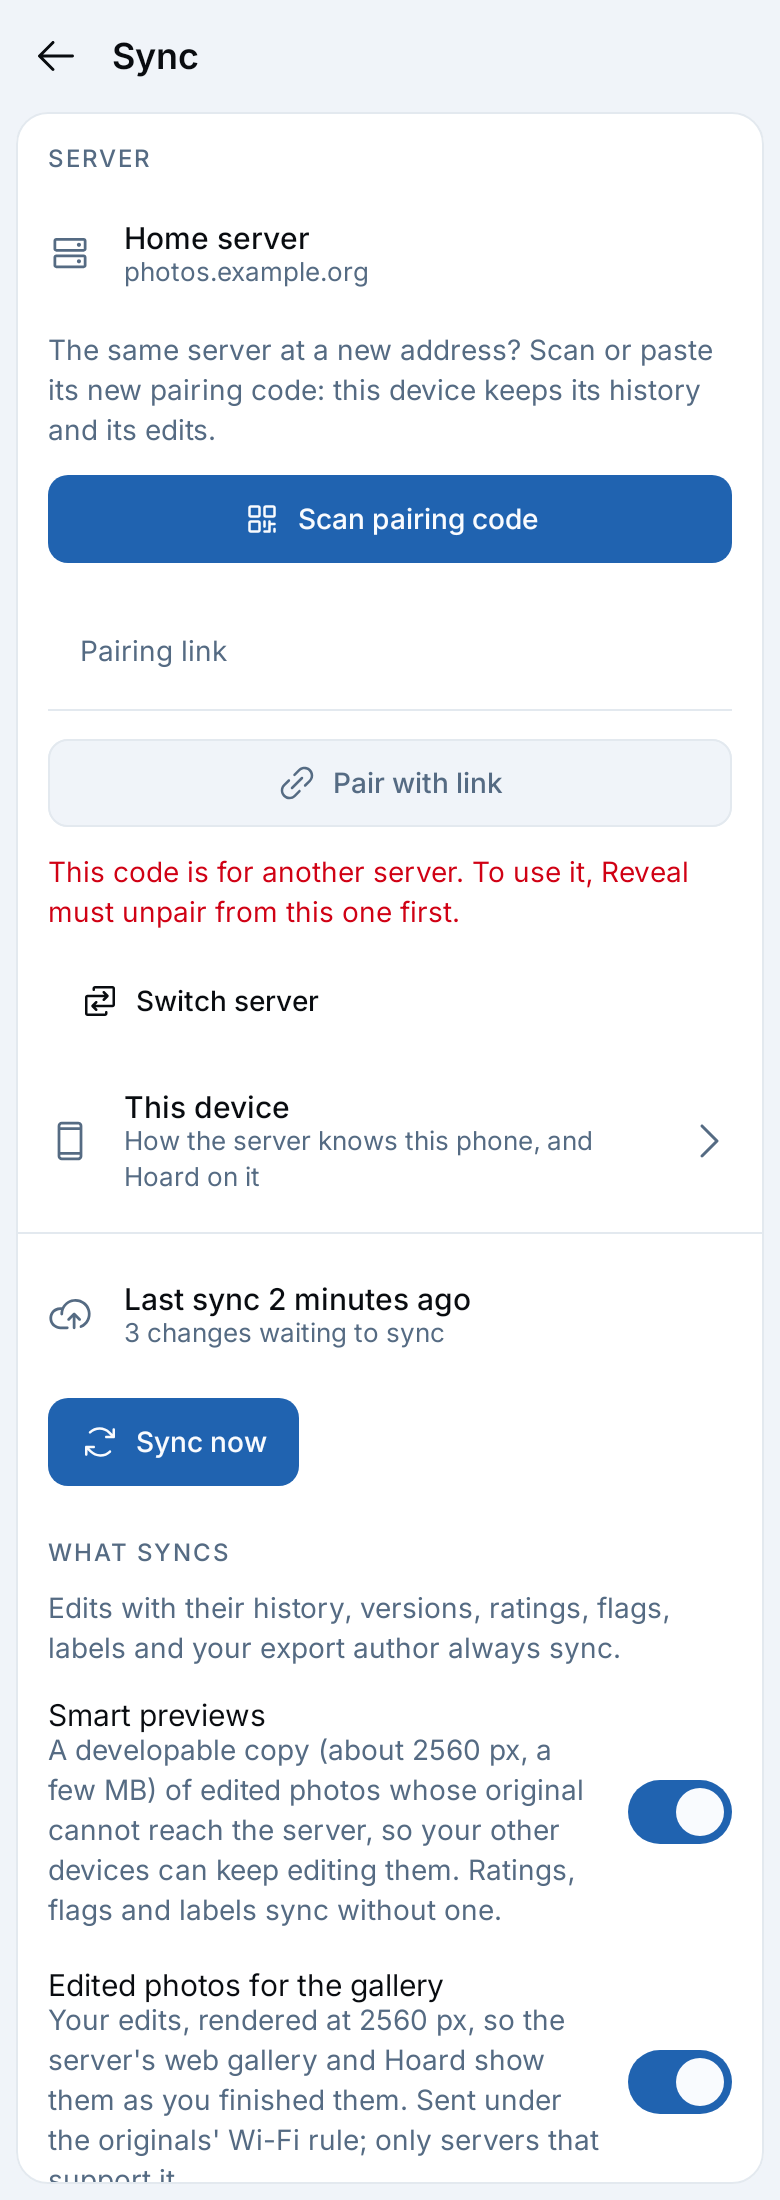 Sync
SERVER
Home server
photos.example.org
The same server at a new address? Scan or paste
its new pairing code: this device keeps its history
and its edits.
Scan pairing code
Pairing link
Pair with link
This code is for another server. To use it, Reveal
must unpair from this one first.
Switch server
This device
How the server knows this phone, and
Hoard on it
Last sync 2 minutes ago
3 changes waiting to sync
Sync now
WHAT SYNCS
Edits with their history, versions, ratings, flags,
labels and your export author always sync.
Smart previews
A developable copy (about 2560 px, a
few MB) of edited photos whose original
cannot reach the server, so your other
devices can keep editing them. Ratings,
flags and labels sync without one.
Edited photos for the gallery
Your edits, rendered at 2560 px, so the
server's web gallery and Hoard show
them as you finished them. Sent under
the originals' Wi-Fi rule; only servers that
support it.